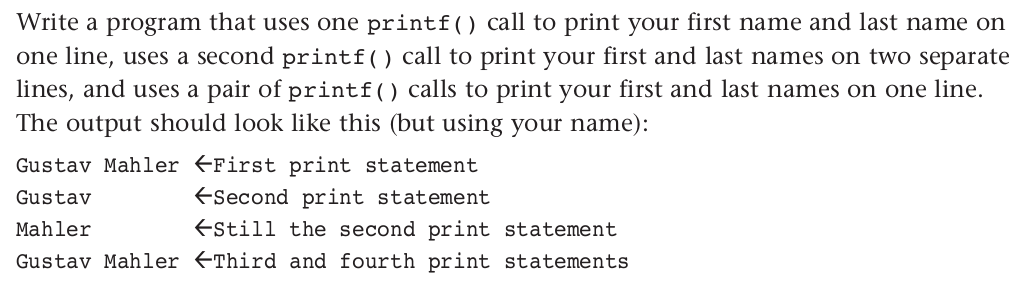 Write a program that uses one printf() call to print your first name and last name on
one line, uses a second printf() call to print your first and last names on two separate
lines, and uses a pair of printf() calls to print your first and last names on one line.
The output should look like this (but using your name):
Gustav Mahler ←First print statement
Gustav ←Second print statement
Mahler ←Still the second print statement
Gustav Mahler ←Third and fourth print statements